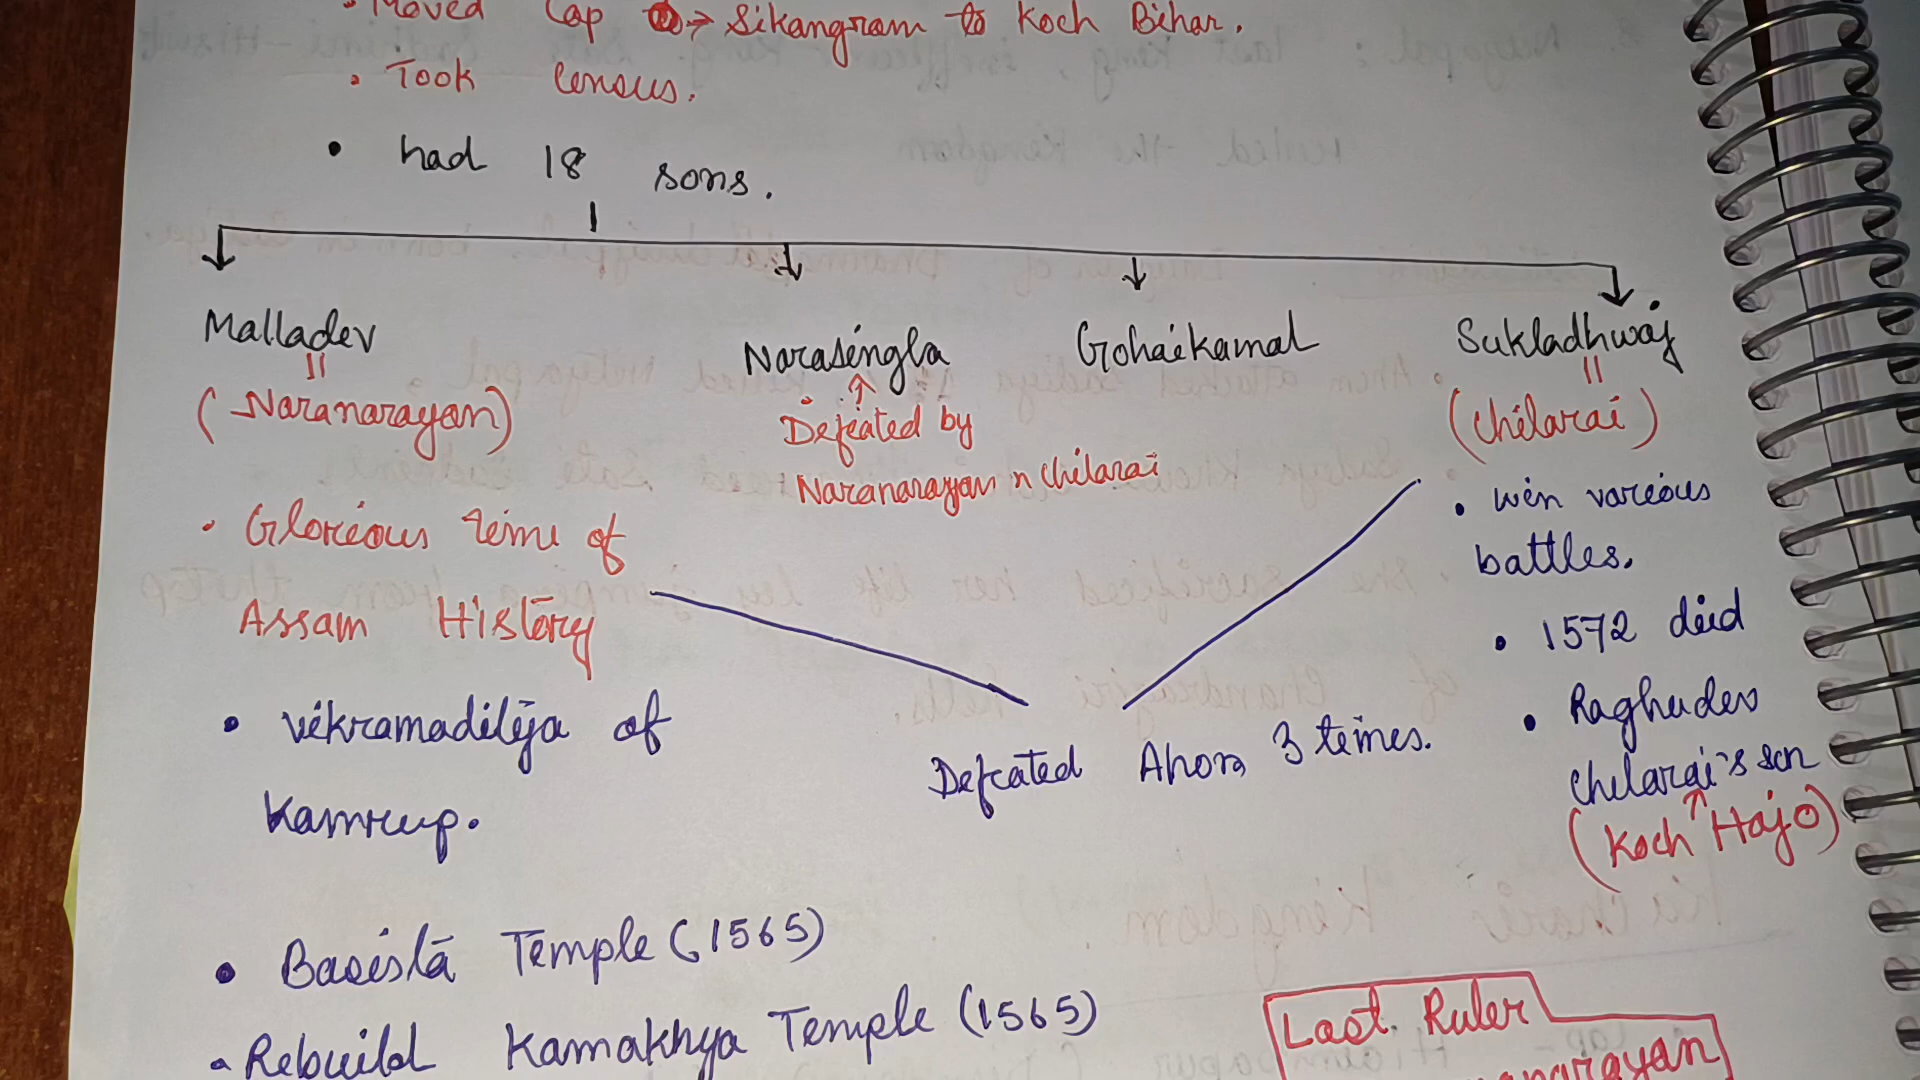 • Moved Cap → Sikangram to Koch Bihar.
• Took Census.
• had 18 sons.
Malladev
Narasingha
Gohaikamal
Sukladhwaj
(Naranarayan)
Defeated by
Naranarayan n Chilarai
(Chilarai)
• Glorious time of
Assam History
• win various
battles.
• 1572 died
• Vikramaditya of
Kamrup.
Defeated Ahom 3 times.
• Raghudev
Chilarai's son
(Koch Hajo)
• Basista Temple (1565)
• Rebuild Kamakhya Temple (1565)
Last Ruler